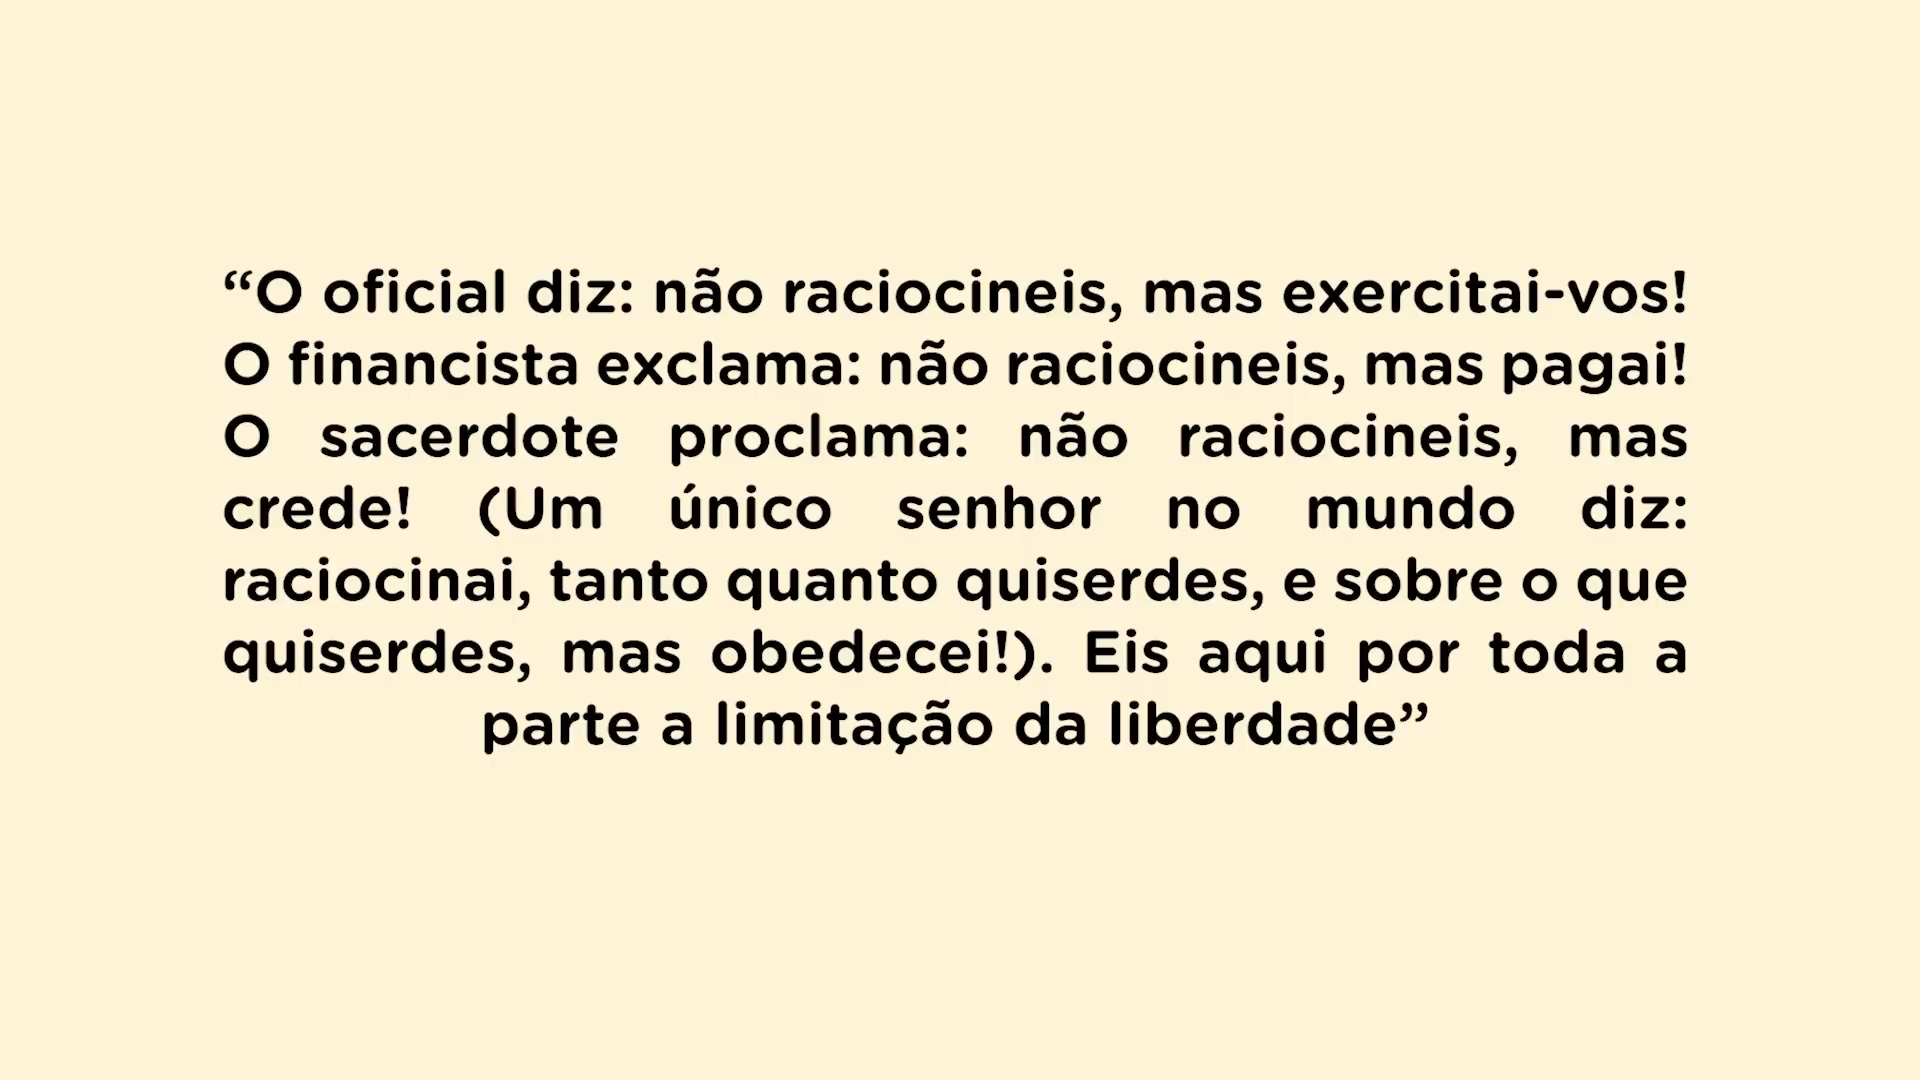 “O oficial diz: não raciocineis, mas exercitai-vos!
O financista exclama: não raciocineis, mas pagai!
O sacerdote proclama: não raciocineis, mas
crede! (Um único senhor no mundo diz:
raciocinai, tanto quanto quiserdes, e sobre o que
quiserdes, mas obedecei!). Eis aqui por toda a
parte a limitação da liberdade”